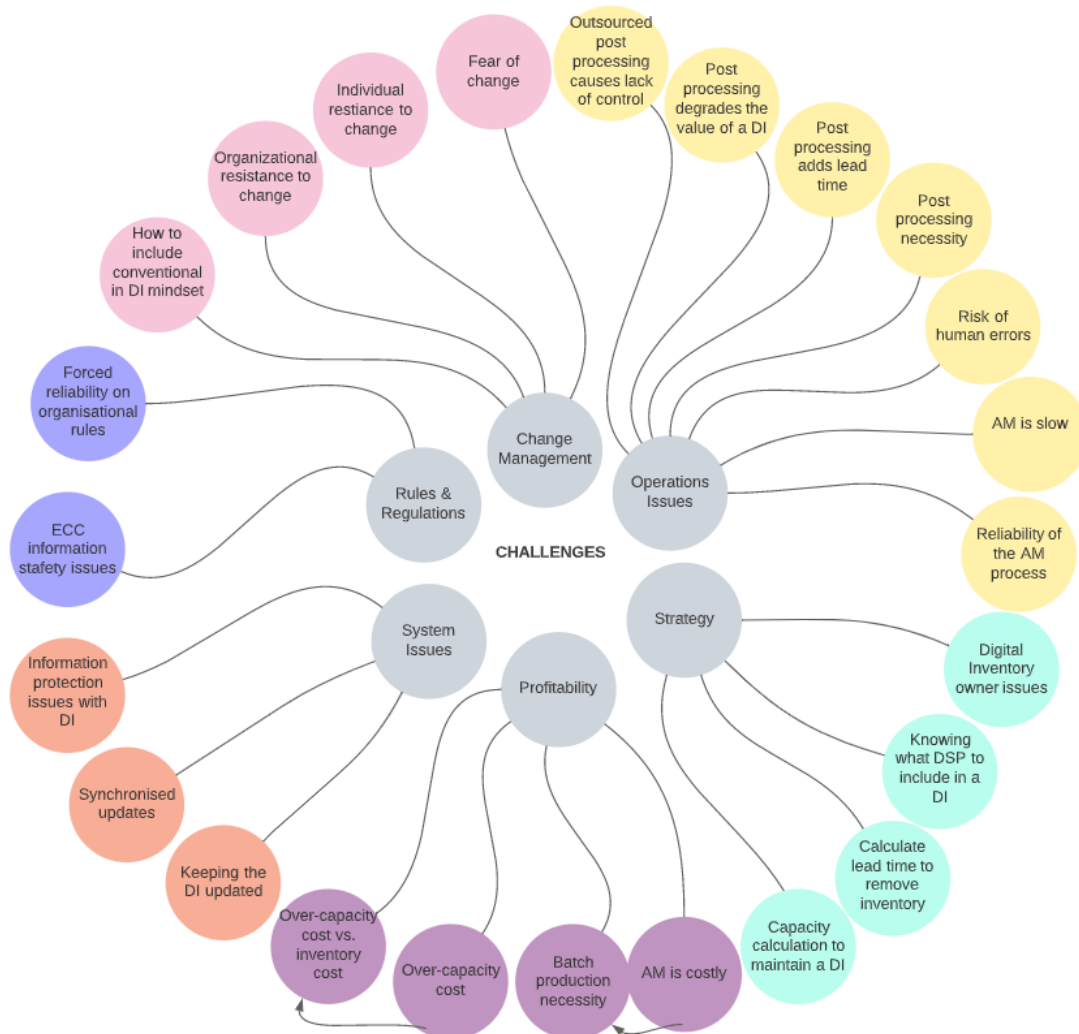 Outsourced
post
processing
causes lack
of control
Fear of
change
Post
processing
degrades the
value of a DI
Individual
restiance to
change
Post
processing
adds lead
time
Organizational
resistance to
change
Post
processing
necessity
How to
include
conventional
in DI mindset
Risk of
human errors
Forced
reliability on
organisational
rules
AM is slow
Change
Management
Operations
Issues
Rules &
Regulations
ECC
information
stafety issues
CHALLENGES
Reliability of
the AM
process
System
Issues
Strategy
Profitability
Information
protection
issues with
DI
Digital
Inventory
owner issues
Synchronised
updates
Knowing
what DSP to
include in a
DI
Keeping the
DI updated
Calculate
lead time to
remove
inventory
Over-capacity
cost vs.
inventory
cost
Over-capacity
cost
Batch
production
necessity
AM is costly
Capacity
calculation to
maintain a DI